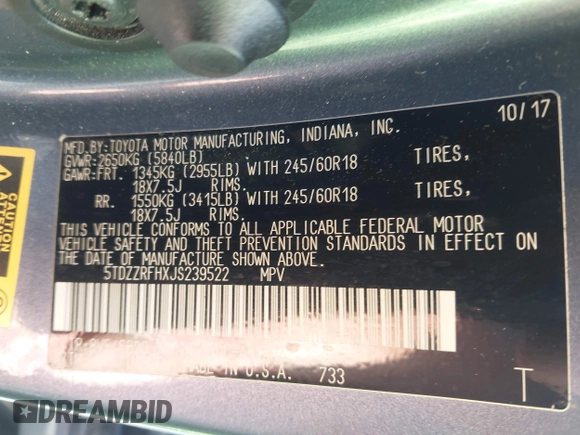 10/17
MFD.BY:TOYOTA MOTOR MANUFACTURING, INDIANA, INC.
GVWR:2650KG (5840LB)
GAWR:FRT. 1345KG (2955LB) WITH 245/60R18 TIRES,
18X7.5J RIMS.
RR. 1550KG (3415LB) WITH 245/60R18 TIRES,
18X7.5J RIMS.
THIS VEHICLE CONFORMS TO ALL APPLICABLE FEDERAL MOTOR
VEHICLE SAFETY AND THEFT PREVENTION STANDARDS IN EFFECT ON
THE DATE OF MANUFACTURE SHOWN ABOVE.
5TDZZRFHXJS239522 MPV
IN U.S.A. 733
T
CAUTION
DREAMBID